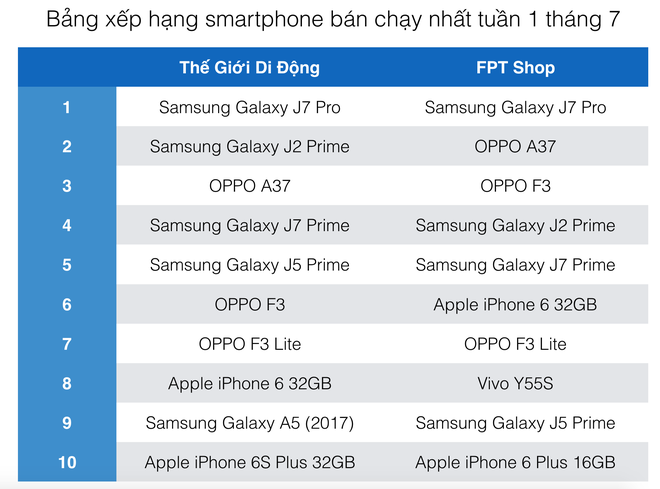 Bảng xếp hạng smartphone bán chạy nhất tuần 1 tháng 7
Thế Giới Di Động FPT Shop
1 Samsung Galaxy J7 Pro Samsung Galaxy J7 Pro
2 Samsung Galaxy J2 Prime OPPO A37
3 OPPO A37 OPPO F3
4 Samsung Galaxy J7 Prime Samsung Galaxy J2 Prime
5 Samsung Galaxy J5 Prime Samsung Galaxy J7 Prime
6 OPPO F3 Apple iPhone 6 32GB
7 OPPO F3 Lite OPPO F3 Lite
8 Apple iPhone 6 32GB Vivo Y55S
9 Samsung Galaxy A5 (2017) Samsung Galaxy J5 Prime
10 Apple iPhone 6S Plus 32GB Apple iPhone 6 Plus 16GB